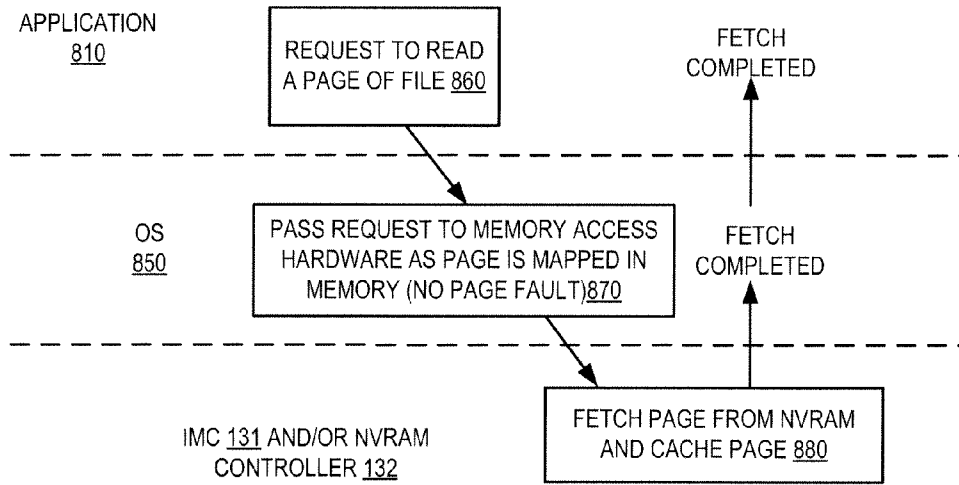 APPLICATION
810
REQUEST TO READ
A PAGE OF FILE 860
FETCH
COMPLETED
OS
850
PASS REQUEST TO MEMORY ACCESS
HARDWARE AS PAGE IS MAPPED IN
MEMORY (NO PAGE FAULT)870
FETCH
COMPLETED
IMC 131 AND/OR NVRAM
CONTROLLER 132
FETCH PAGE FROM NVRAM
AND CACHE PAGE 880